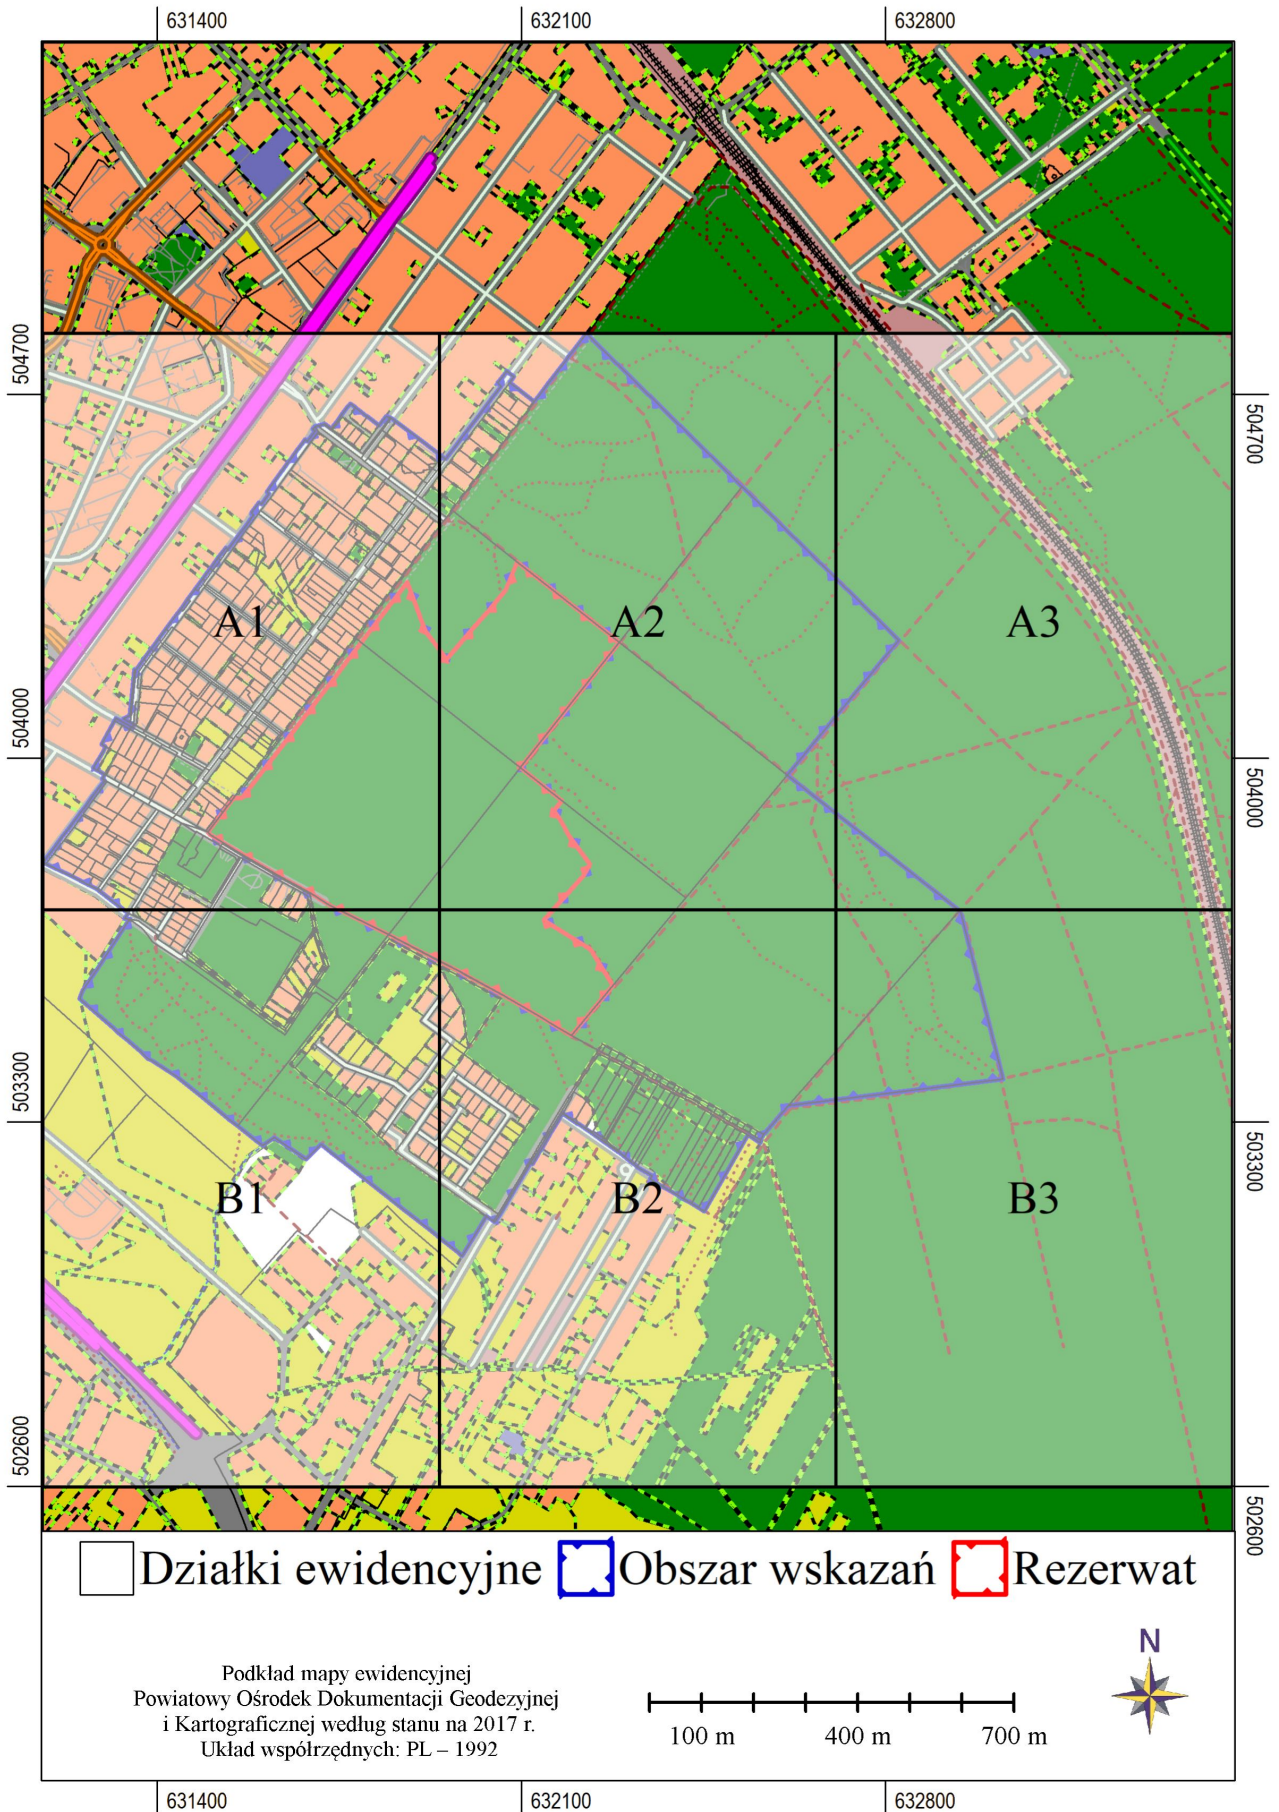 631400 632100 632800
504700
504700
A1 A2 A3
504000
504000
503300
503300
B1 B2 B3
502600
502600
Działki ewidencyjne Obszar wskazań Rezerwat
Podkład mapy ewidencyjnej
Powiatowy Ośrodek Dokumentacji Geodezyjnej
i Kartograficznej według stanu na 2017 r.
Układ współrzędnych: PL – 1992
100 m 400 m 700 m
N
631400 632100 632800